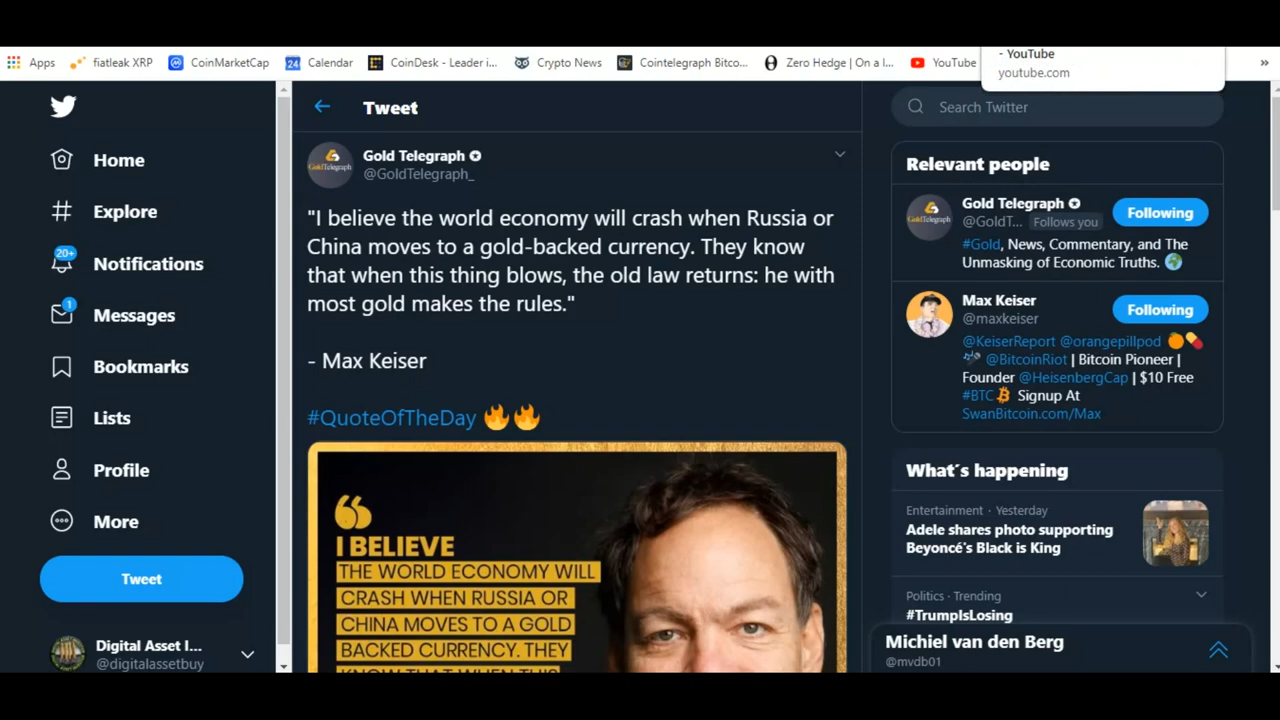 - YouTube
youtube.com
Apps
fiatleak XRP
CoinMarketCap
24
Calendar
CoinDesk - Leader i...
Crypto News
Cointelegraph Bitco...
Zero Hedge | On a l...
YouTube
»
Home
Explore
20+
Notifications
1
Messages
Bookmarks
Lists
Profile
More
Tweet
Digital Asset I...
@digitalassetbuy
Tweet
Gold Telegraph
@GoldTelegraph_
"I believe the world economy will crash when Russia or
China moves to a gold-backed currency. They know
that when this thing blows, the old law returns: he with
most gold makes the rules."
- Max Keiser
#QuoteOfTheDay 🔥🔥
GoldTelegraph
I BELIEVE
THE WORLD ECONOMY WILL
CRASH WHEN RUSSIA OR
CHINA MOVES TO A GOLD
BACKED CURRENCY. THEY
KNOW THAT WHEN THIS
Search Twitter
Relevant people
Gold Telegraph
@GoldT... Follows you
Following
#Gold, News, Commentary, and The
Unmasking of Economic Truths. 🌍
Max Keiser
@maxkeiser
Following
@KeiserReport @orangepillpod 🍊💊
@BitcoinRiot | Bitcoin Pioneer |
Founder @HeisenbergCap | $10 Free
#BTC Signup At
SwanBitcoin.com/Max
What's happening
Entertainment · Yesterday
Adele shares photo supporting
Beyoncé's Black is King
Politics · Trending
#TrumpIsLosing
Michiel van den Berg
@mvdb01